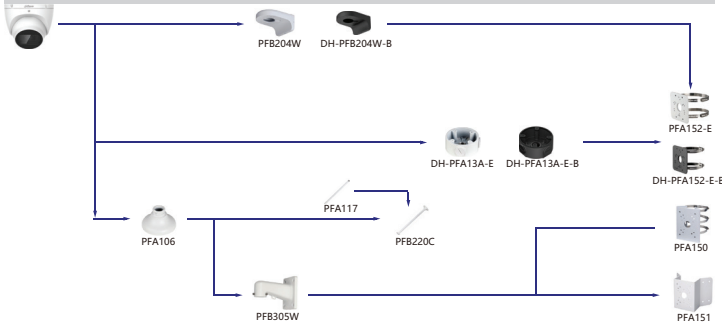 PFB204W
DH-PFB204W-B
PFA152-E
DH-PFA13A-E
DH-PFA13A-E-B
DH-PFA152-E-B
PFA117
PFA106
PFB220C
PFA150
PFB305W
PFA151